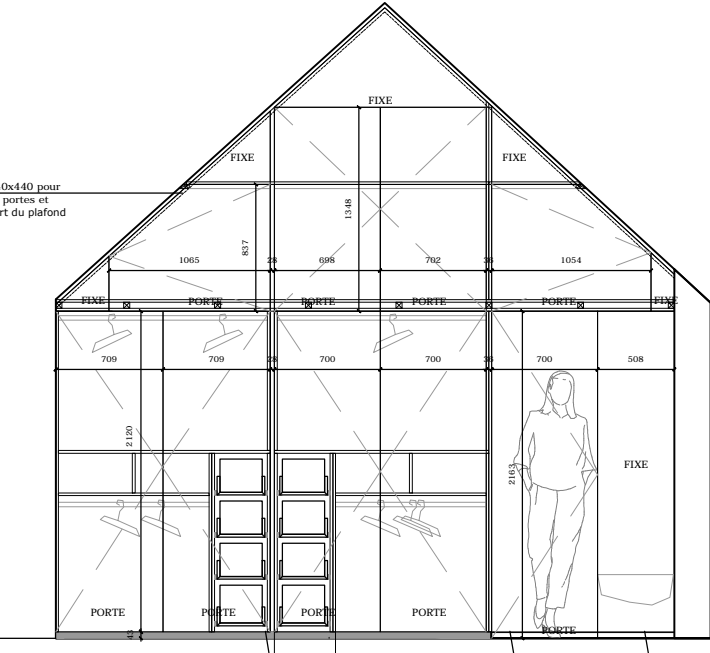 FIXE
FIXE
FIXE
0x440 pour
portes et
rt du plafond
1348
837
1065
28
698
702
36
1054
FIXE
PORTE
PORTE
PORTE
PORTE
FIXE
709
709
28
700
700
36
700
508
2120
2163
FIXE
PORTE
PORTE
PORTE
PORTE
PORTE
43